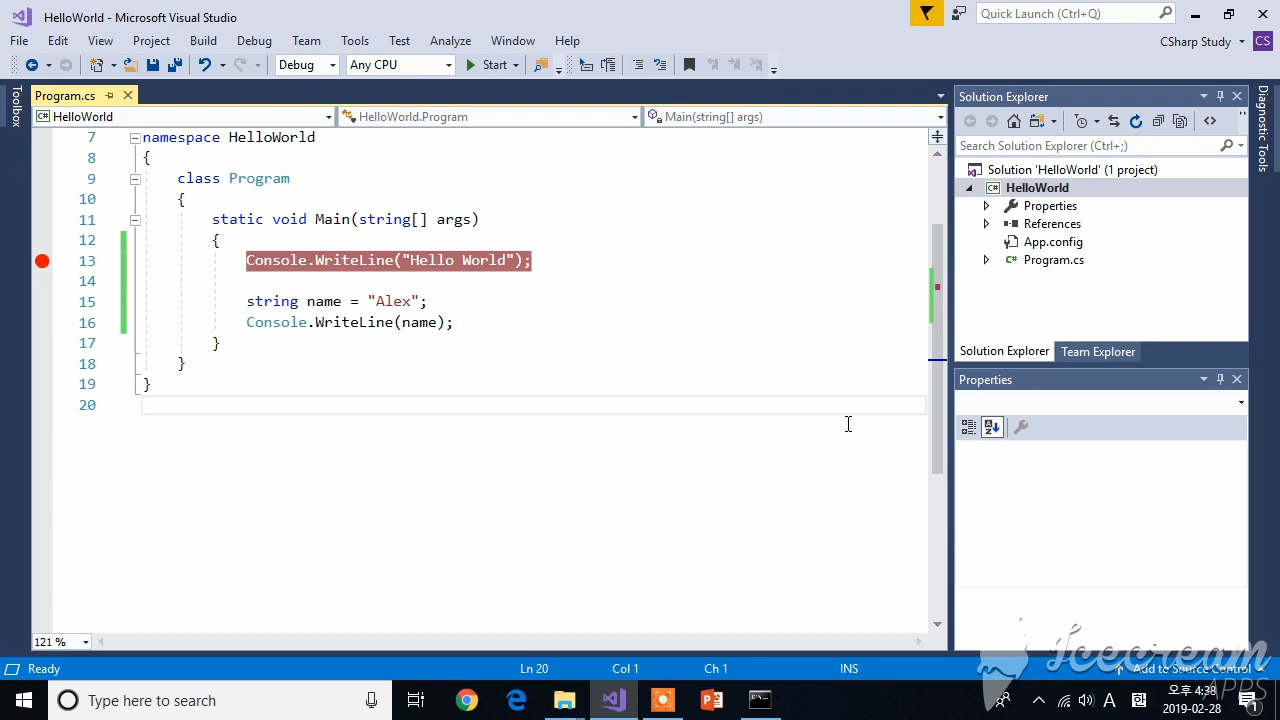 HelloWorld - Microsoft Visual Studio
Quick Launch (Ctrl+Q)
File Edit View Project Build Debug Team Tools Test Analyze Window Help
CSharp Study CS
Debug Any CPU Start
Toolbox
Program.cs
HelloWorld HelloWorld.Program Main(string[] args)
7 namespace HelloWorld
8 {
9 class Program
10 {
11 static void Main(string[] args)
12 {
13 Console.WriteLine("Hello World");
14
15 string name = "Alex";
16 Console.WriteLine(name);
17 }
18 }
19 }
20
121 %
Solution Explorer
Search Solution Explorer (Ctrl+;)
Solution 'HelloWorld' (1 project)
HelloWorld
Properties
References
App.config
Program.cs
Solution Explorer Team Explorer
Properties
Diagnostic Tools
Ready Ln 20 Col 1 Ch 1 INS Add to Source Control
Icecream
APPS
Type here to search
A
오후 4:38
2019-02-28
1